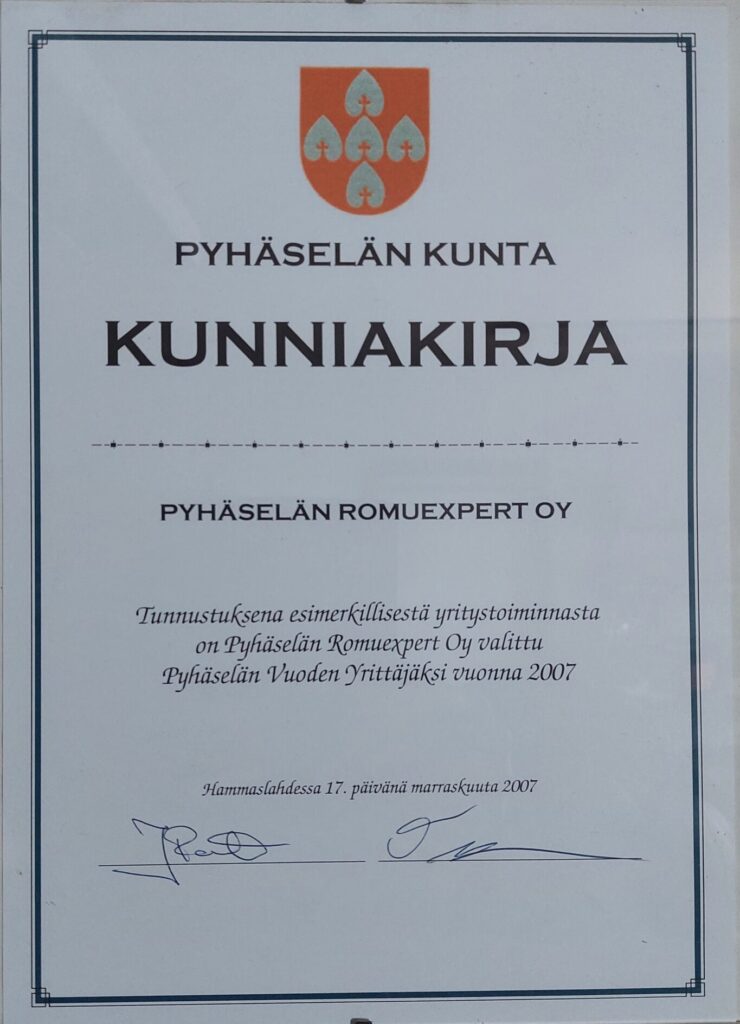 PYHÄSELÄN KUNTA
KUNNIAKIRJA
PYHÄSELÄN ROMUEXPERT OY
Tunnustuksena esimerkillisestä yritystoiminnasta
on Pyhäselän Romuexpert Oy valittu
Pyhäselän Vuoden Yrittäjäksi vuonna 2007
Hammaslahdessa 17. päivänä marraskuuta 2007